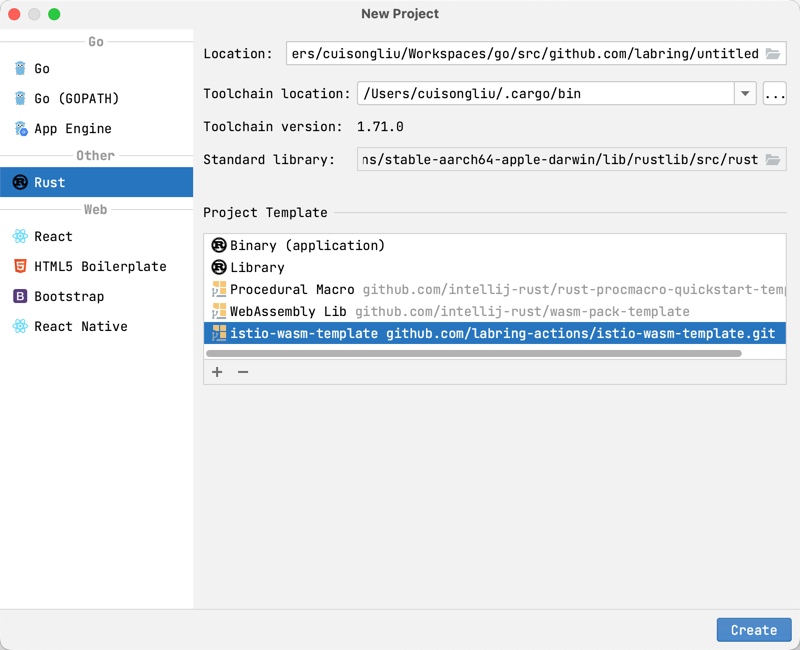 New Project
Go
Go
Go (GOPATH)
App Engine
Other
Rust
Web
React
HTML5 Boilerplate
Bootstrap
React Native
Location: ers/cuisongliu/Workspaces/go/src/github.com/labring/untitled
Toolchain location: /Users/cuisongliu/.cargo/bin ...
Toolchain version: 1.71.0
Standard library: ns/stable-aarch64-apple-darwin/lib/rustlib/src/rust
Project Template
Binary (application)
Library
Procedural Macro github.com/intellij-rust/rust-procmacro-quickstart-temp
WebAssembly Lib github.com/intellij-rust/wasm-pack-template
istio-wasm-template github.com/labring-actions/istio-wasm-template.git
+ −
Create